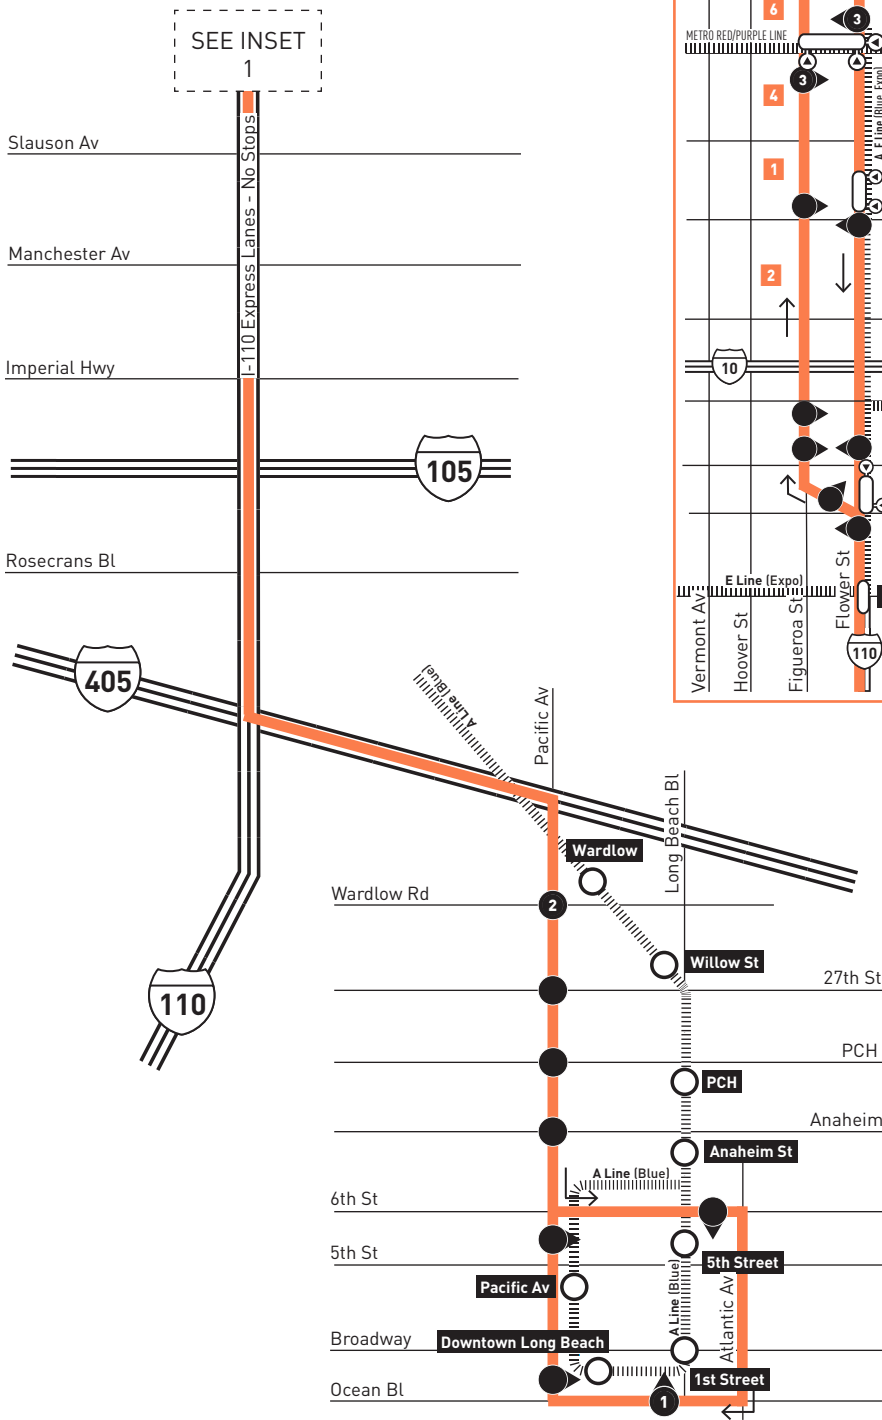 SEE INSET
1
Slauson Av
Manchester Av
Imperial Hwy
I-110 Express Lanes - No Stops
105
Rosecrans Bl
405
110
A Line (Blue)
Pacific Av
Long Beach Bl
Wardlow
Wardlow Rd
2
Willow St
27th St
PCH
PCH
Anaheim
Anaheim St
A Line (Blue)
6th St
5th St
5th Street
Pacific Av
A Line (Blue)
Atlantic Av
Broadway
Downtown Long Beach
1st Street
Ocean Bl
1
6
3
METRO RED/PURPLE LINE
3
4
A, E Line (Blue, Expo)
1
2
10
E Line (Expo)
Vermont Av
Hoover St
Figueroa St
Flower St
110